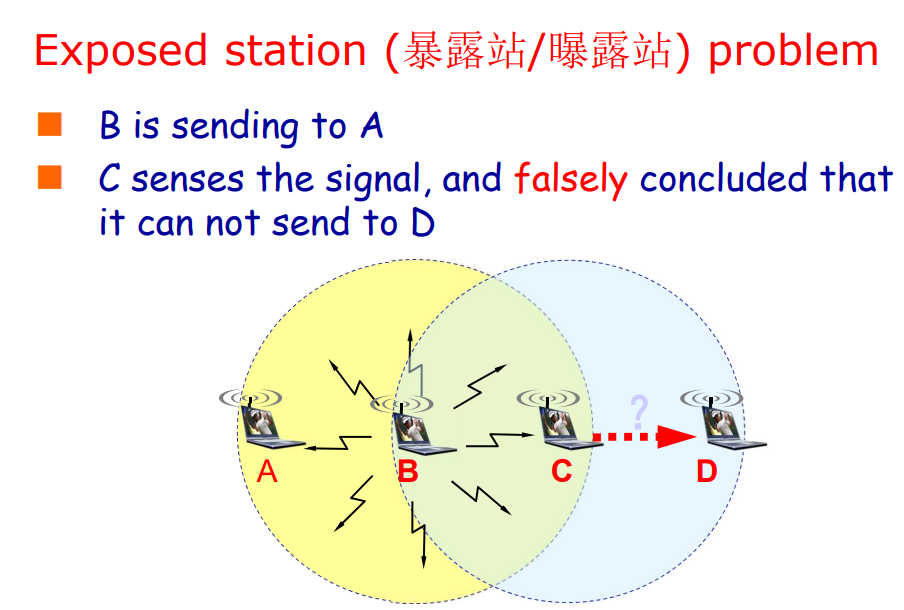 Exposed station (暴露站/曝露站) problem
B is sending to A
C senses the signal, and falsely concluded that
it can not send to D
?
A B C D